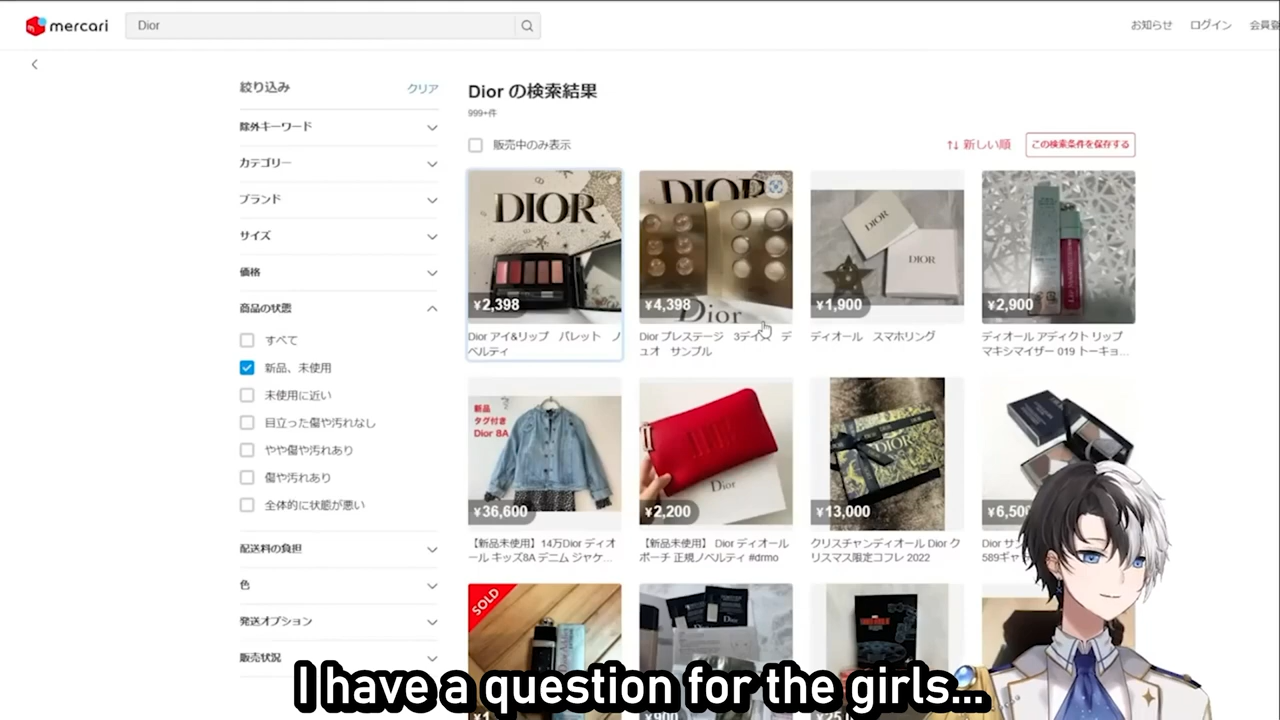 mercari
Dior
お知らせ
ログイン
絞り込み
クリア
除外キーワード
カテゴリー
ブランド
サイズ
価格
商品の状態
すべて
新品、未使用
未使用に近い
目立った傷や汚れなし
やや傷や汚れあり
傷や汚れあり
全体的に状態が悪い
配送料の負担
色
発送オプション
販売状況
Dior の検索結果
999+件
販売中のみ表示
新しい順
この検索条件を保存する
DIOR
¥2,398
Dior アイ&リップ パレット ノ
ベルティ
DIOR
Dior
¥4,398
Dior プレステージ
ュオ サンプル
DIOR
DIOR
¥1,900
ディオール スマホリング
¥2,900
ディオール アディクト リップ
マキシマイザー 019 トーキョ...
新品
タグ付き
Dior 8A
¥36,600
【新品未使用】14万Dior ディオ
ール キッズ8A デニム ジャケ...
Dior
¥2,200
【新品未使用】 Dior ディオール
ポーチ 正規ノベルティ #drmo
DIOR
¥13,000
クリスチャンディオール Dior ク
リスマス限定コフレ 2022
Dior
SOLD
I have a question for the girls...